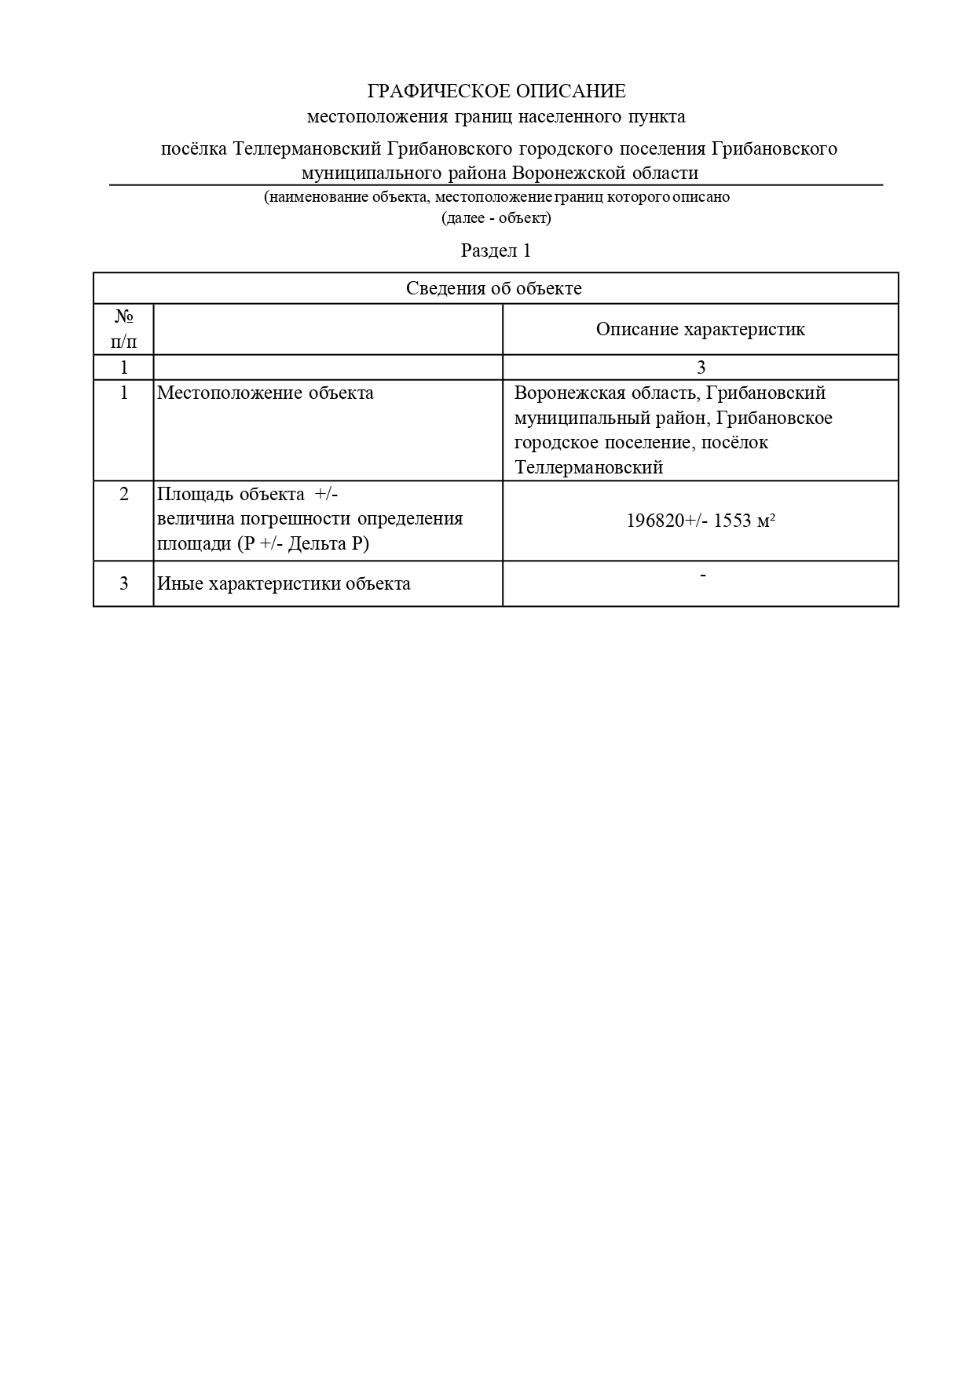 ГРАФИЧЕСКОЕ ОПИСАНИЕ
местоположения границ населенного пункта
посёлка Теллермановский Грибановского городского поселения Грибановского
муниципального района Воронежской области
(наименование объекта, местоположение границ которого описано
(далее - объект)
Раздел 1
Сведения об объекте
№
п/п
Описание характеристик
1
3
1
Местоположение объекта
Воронежская область, Грибановский
муниципальный район, Грибановское
городское поселение, посёлок
Теллермановский
2
Площадь объекта +/-
величина погрешности определения
площади (Р +/- Дельта Р)
196820+/- 1553 м²
3
Иные характеристики объекта
-